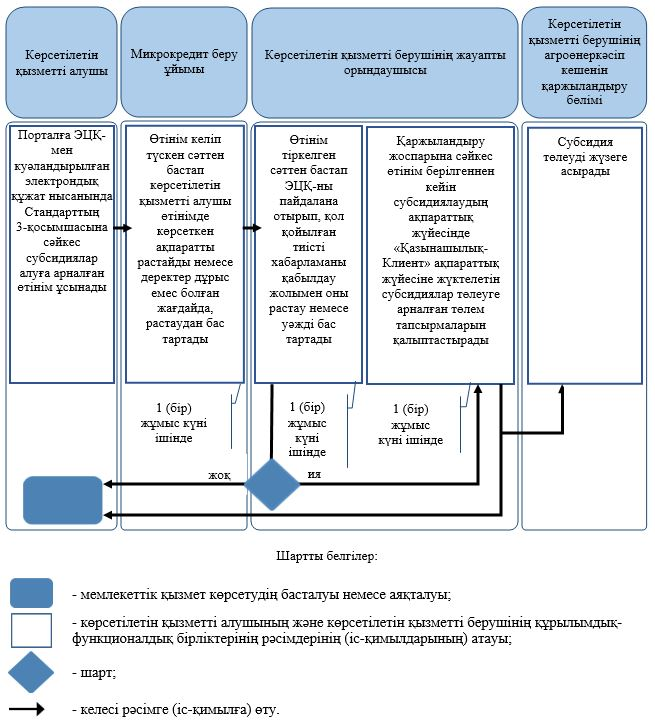 Көрсетілетін
қызметті алушы
Микрокредит беру
ұйымы
Көрсетілетін қызметті берушінің жауапты
орындаушысы
Көрсетілетін
қызметті берушінің
агроөнеркәсіп
кешенін
қаржыландыру
бөлімі
Порталға ЭЦҚ-
мен
куәландырылған
электрондық
құжат нысанында
Стандарттың
3-қосымшасына
сәйкес
субсидиялар
алуға арналған
өтінім ұсынады
Өтінім келіп
түскен сәттен
бастап
көрсетілетін
қызметті алушы
өтінімде
көрсеткен
ақпаратты
растайды немесе
деректер дұрыс
емес болған
жағдайда,
растаудан бас
тартады
Өтінім
тіркелген
сәттен бастап
ЭЦҚ-ны
пайдалана
отырып, қол
қойылған
тиісті
хабарламаны
қабылдау
жолымен оны
растау немесе
уәжді бас
тартады
Қаржыландыру
жоспарына сәйкес
өтінім берілгеннен
кейін
субсидиялаудың
ақпараттық
жүйесінде
«Қазынашылық-
Клиент» ақпараттық
жүйесіне жүктелетін
субсидиялар төлеуге
арналған төлем
тапсырмаларын
қалыптастырады
Субсидия
төлеуді жүзеге
асырады
1 (бір)
жұмыс күні
ішінде
1 (бір)
жұмыс
күні
ішінде
1 (бір)
жұмыс
күні ішінде
жоқ
ия
Шартты белгілер:
- мемлекеттік қызмет көрсетудің басталуы немесе аяқталуы;
- көрсетілетін қызметті алушының және көрсетілетін қызметті берушінің құрылымдық-
функционалдық бірліктерінің рәсімдерінің (іс-қимылдарының) атауы;
- шарт;
- келесі рәсімге (іс-қимылға) өту.